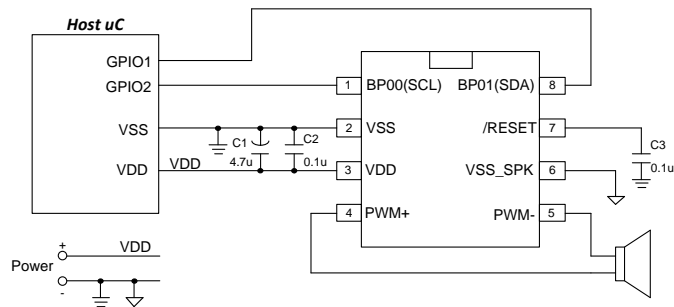 Host uC
GPIO1
GPIO2
VSS
VDD
VDD
C1
4.7u
C2
0.1u
1
BP00(SCL)
BP01(SDA)
8
2
VSS
/RESET
7
3
VDD
VSS_SPK
6
4
PWM+
PWM-
5
C3
0.1u
Power
+
VDD
-